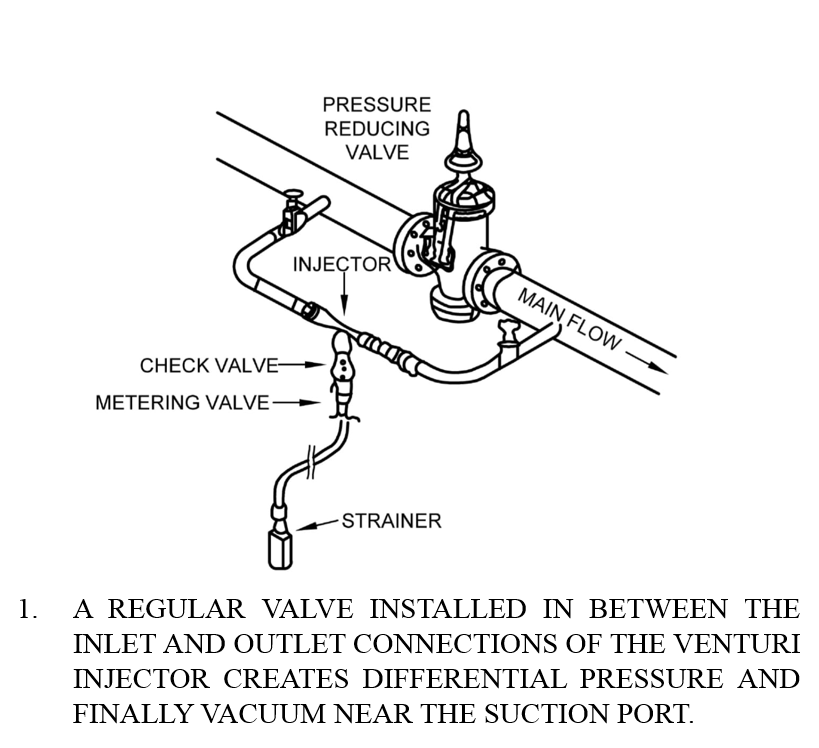 PRESSURE
REDUCING
VALVE
INJECTOR
MAIN FLOW
CHECK VALVE
METERING VALVE
STRAINER
1. A REGULAR VALVE INSTALLED IN BETWEEN THE
INLET AND OUTLET CONNECTIONS OF THE VENTURI
INJECTOR CREATES DIFFERENTIAL PRESSURE AND
FINALLY VACUUM NEAR THE SUCTION PORT.